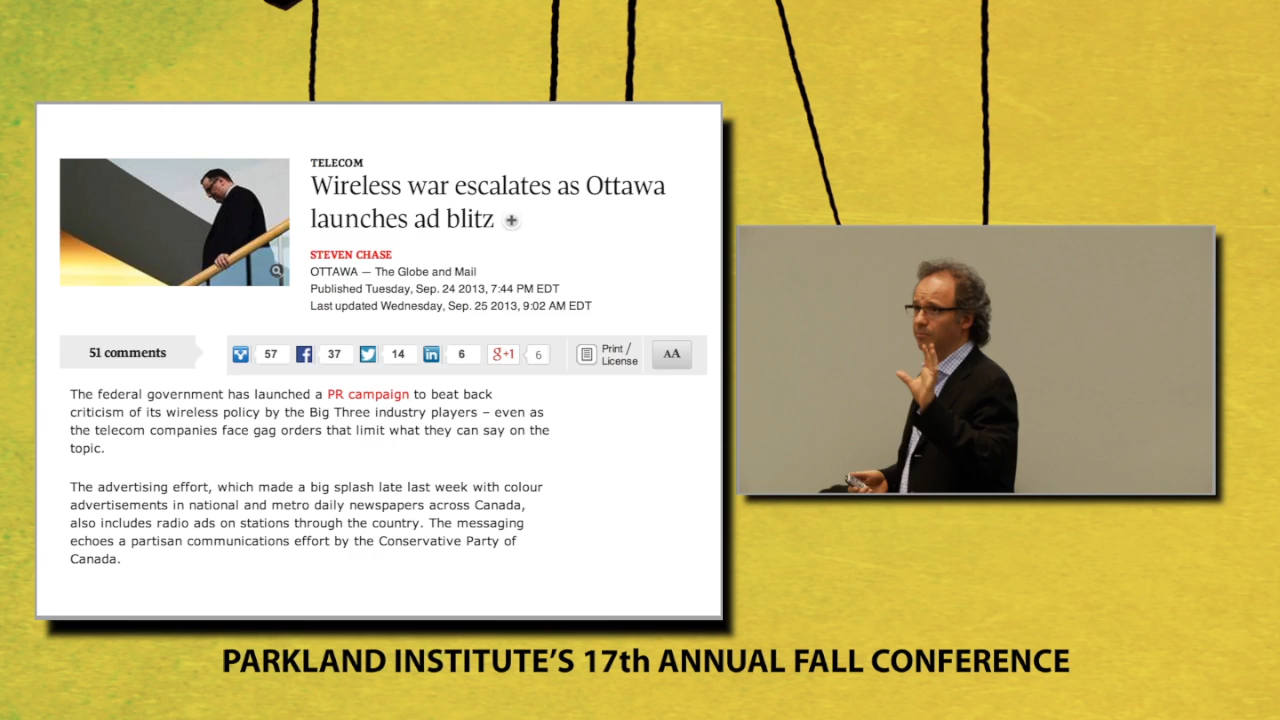 TELECOM
Wireless war escalates as Ottawa
launches ad blitz +
STEVEN CHASE
OTTAWA — The Globe and Mail
Published Tuesday, Sep. 24 2013, 7:44 PM EDT
Last updated Wednesday, Sep. 25 2013, 9:02 AM EDT
51 comments
57 37 14 in 6 g+1 6 Print / License AA
The federal government has launched a PR campaign to beat back
criticism of its wireless policy by the Big Three industry players – even as
the telecom companies face gag orders that limit what they can say on the
topic.
The advertising effort, which made a big splash late last week with colour
advertisements in national and metro daily newspapers across Canada,
also includes radio ads on stations through the country. The messaging
echoes a partisan communications effort by the Conservative Party of
Canada.
PARKLAND INSTITUTE’S 17th ANNUAL FALL CONFERENCE